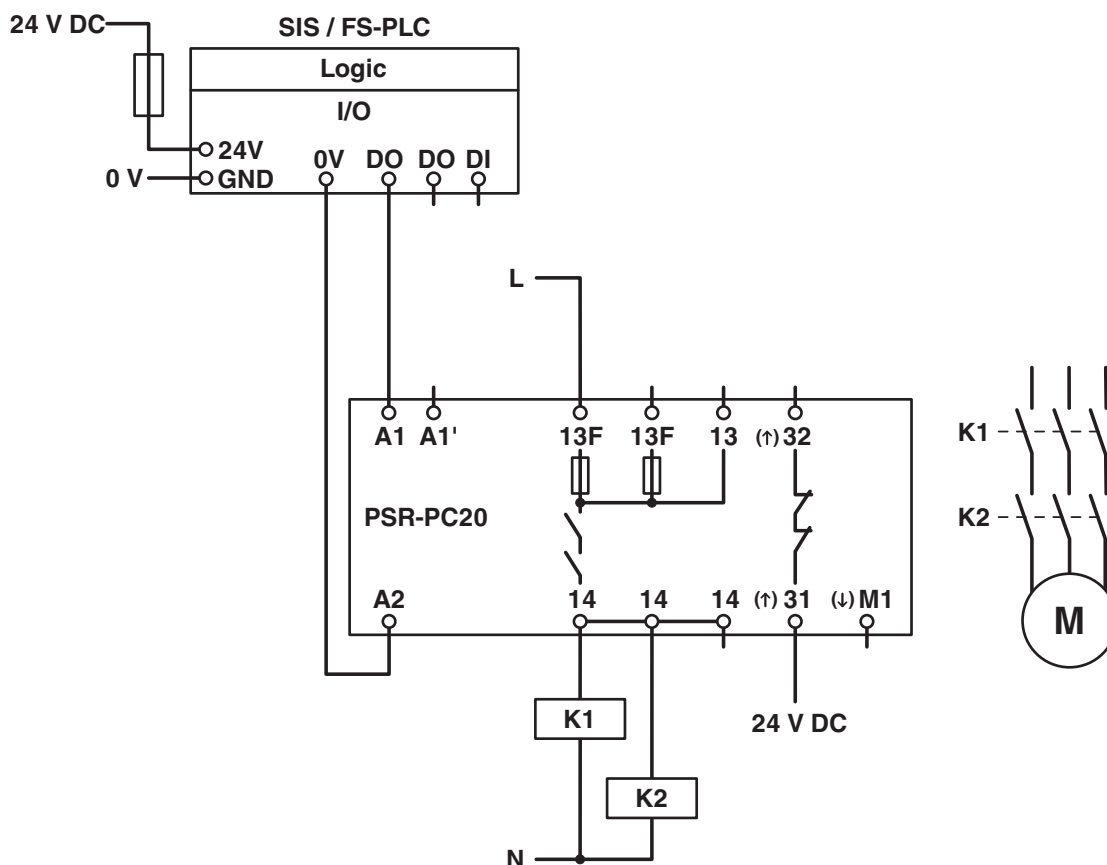 24 V DC
SIS / FS-PLC
Logic
I/O
24V
0V DO DO DI
0 V
GND
L
A1 A1' 13F 13F 13 (↑) 32
K1
PSR-PC20
K2
A2 14 14 14 (↑) 31 (↓) M1
M
K1
24 V DC
K2
N